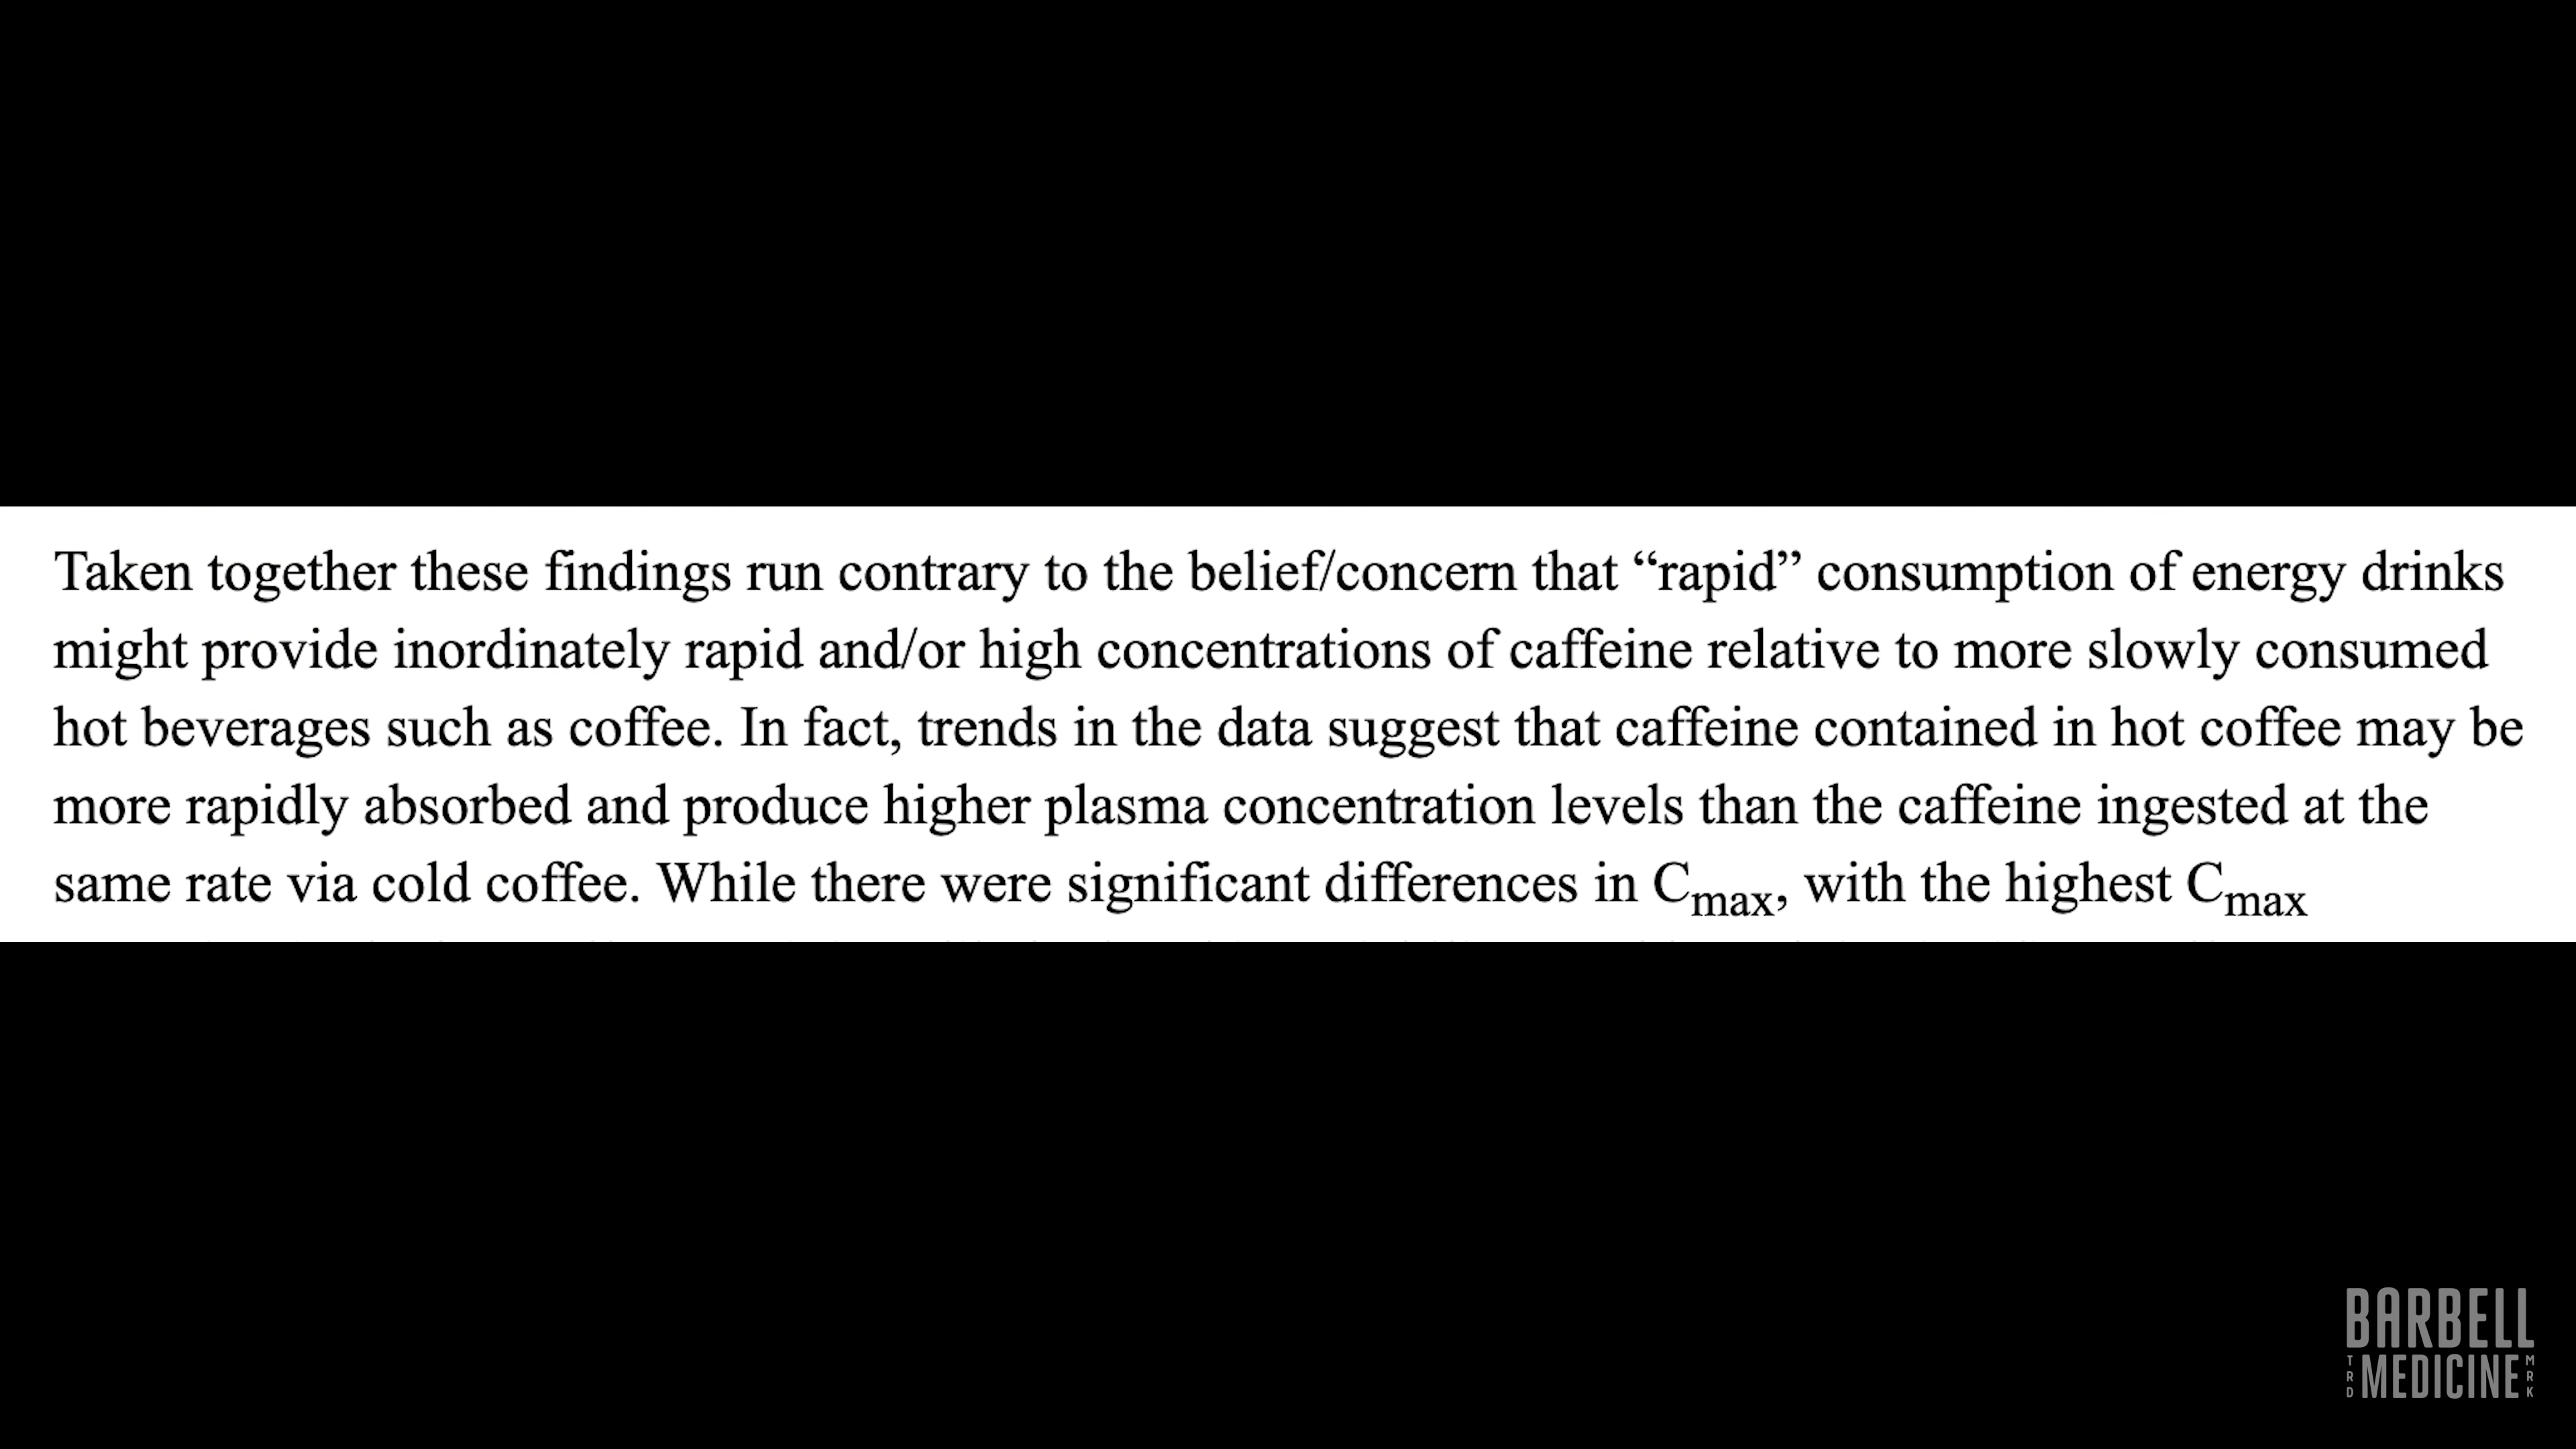 Taken together these findings run contrary to the belief/concern that “rapid” consumption of energy drinks
might provide inordinately rapid and/or high concentrations of caffeine relative to more slowly consumed
hot beverages such as coffee. In fact, trends in the data suggest that caffeine contained in hot coffee may be
more rapidly absorbed and produce higher plasma concentration levels than the caffeine ingested at the
same rate via cold coffee. While there were significant differences in Cmax, with the highest Cmax
BARBELL
TRD MEDICINE MRK